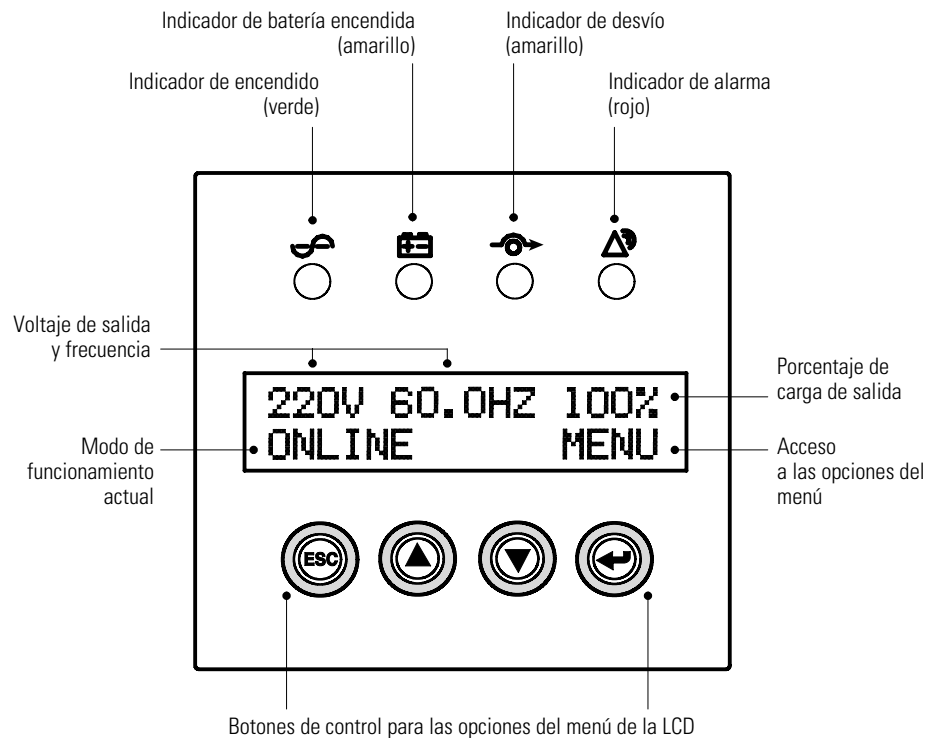 Indicador de batería encendida
(amarillo)
Indicador de desvío
(amarillo)
Indicador de encendido
(verde)
Indicador de alarma
(rojo)
Voltaje de salida
y frecuencia
Porcentaje de
carga de salida
220V 60.0HZ 100%
ONLINE MENU
Modo de
funcionamiento
actual
Acceso
a las opciones del
menú
ESC
Botones de control para las opciones del menú de la LCD